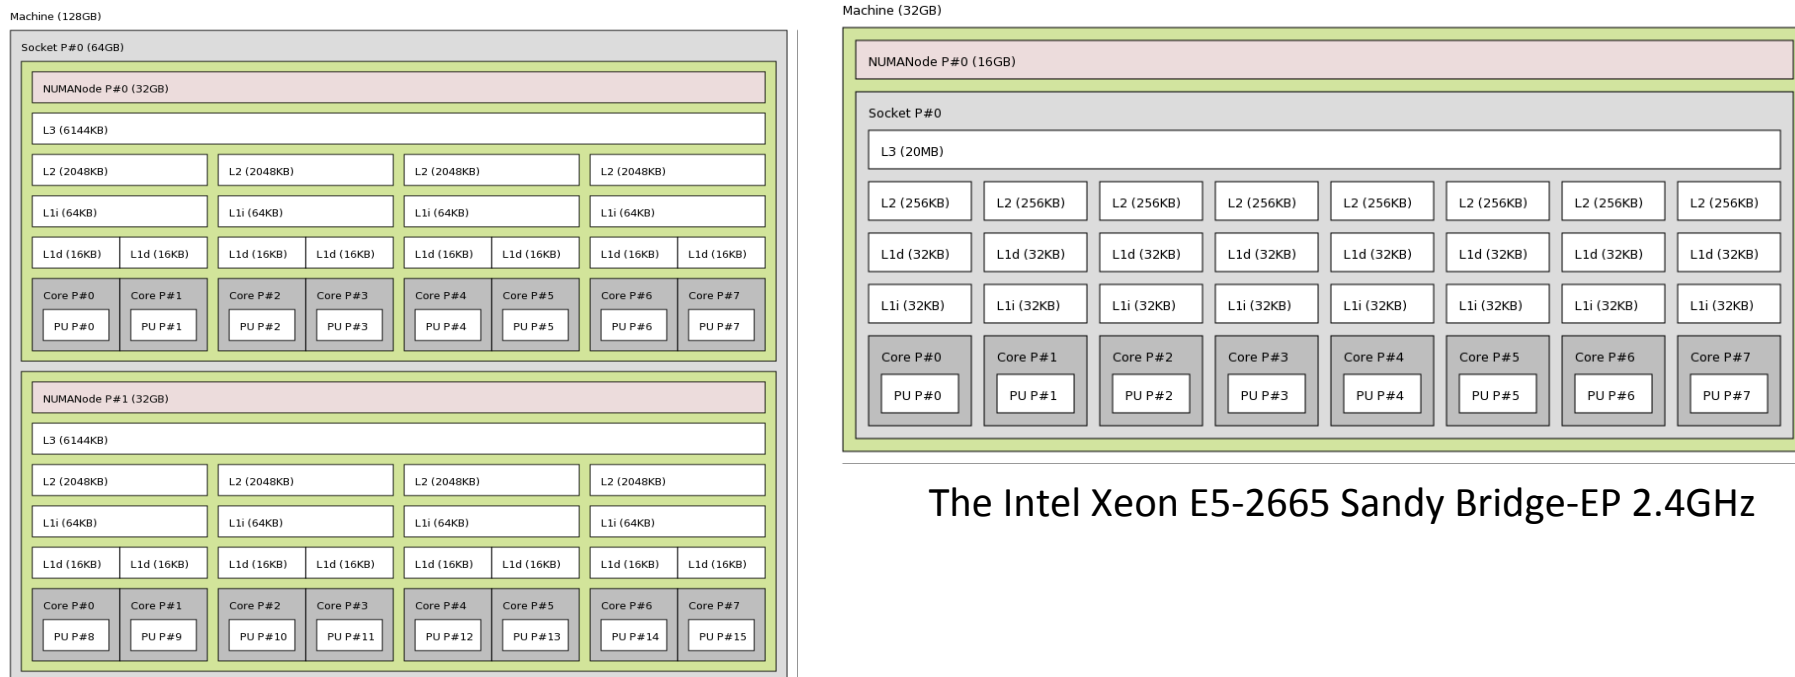 Machine (128GB)
Socket P#0 (64GB)
NUMANode P#0 (32GB)
L3 (6144KB)
L2 (2048KB) L2 (2048KB) L2 (2048KB) L2 (2048KB)
L1i (64KB) L1i (64KB) L1i (64KB) L1i (64KB)
L1d (16KB) L1d (16KB) L1d (16KB) L1d (16KB) L1d (16KB) L1d (16KB) L1d (16KB) L1d (16KB)
Core P#0 Core P#1 Core P#2 Core P#3 Core P#4 Core P#5 Core P#6 Core P#7
PU P#0 PU P#1 PU P#2 PU P#3 PU P#4 PU P#5 PU P#6 PU P#7
NUMANode P#1 (32GB)
L3 (6144KB)
L2 (2048KB) L2 (2048KB) L2 (2048KB) L2 (2048KB)
L1i (64KB) L1i (64KB) L1i (64KB) L1i (64KB)
L1d (16KB) L1d (16KB) L1d (16KB) L1d (16KB) L1d (16KB) L1d (16KB) L1d (16KB) L1d (16KB)
Core P#0 Core P#1 Core P#2 Core P#3 Core P#4 Core P#5 Core P#6 Core P#7
PU P#8 PU P#9 PU P#10 PU P#11 PU P#12 PU P#13 PU P#14 PU P#15
Machine (32GB)
NUMANode P#0 (16GB)
Socket P#0
L3 (20MB)
L2 (256KB) L2 (256KB) L2 (256KB) L2 (256KB) L2 (256KB) L2 (256KB) L2 (256KB) L2 (256KB)
L1d (32KB) L1d (32KB) L1d (32KB) L1d (32KB) L1d (32KB) L1d (32KB) L1d (32KB) L1d (32KB)
L1i (32KB) L1i (32KB) L1i (32KB) L1i (32KB) L1i (32KB) L1i (32KB) L1i (32KB) L1i (32KB)
Core P#0 Core P#1 Core P#2 Core P#3 Core P#4 Core P#5 Core P#6 Core P#7
PU P#0 PU P#1 PU P#2 PU P#3 PU P#4 PU P#5 PU P#6 PU P#7
The Intel Xeon E5-2665 Sandy Bridge-EP 2.4GHz